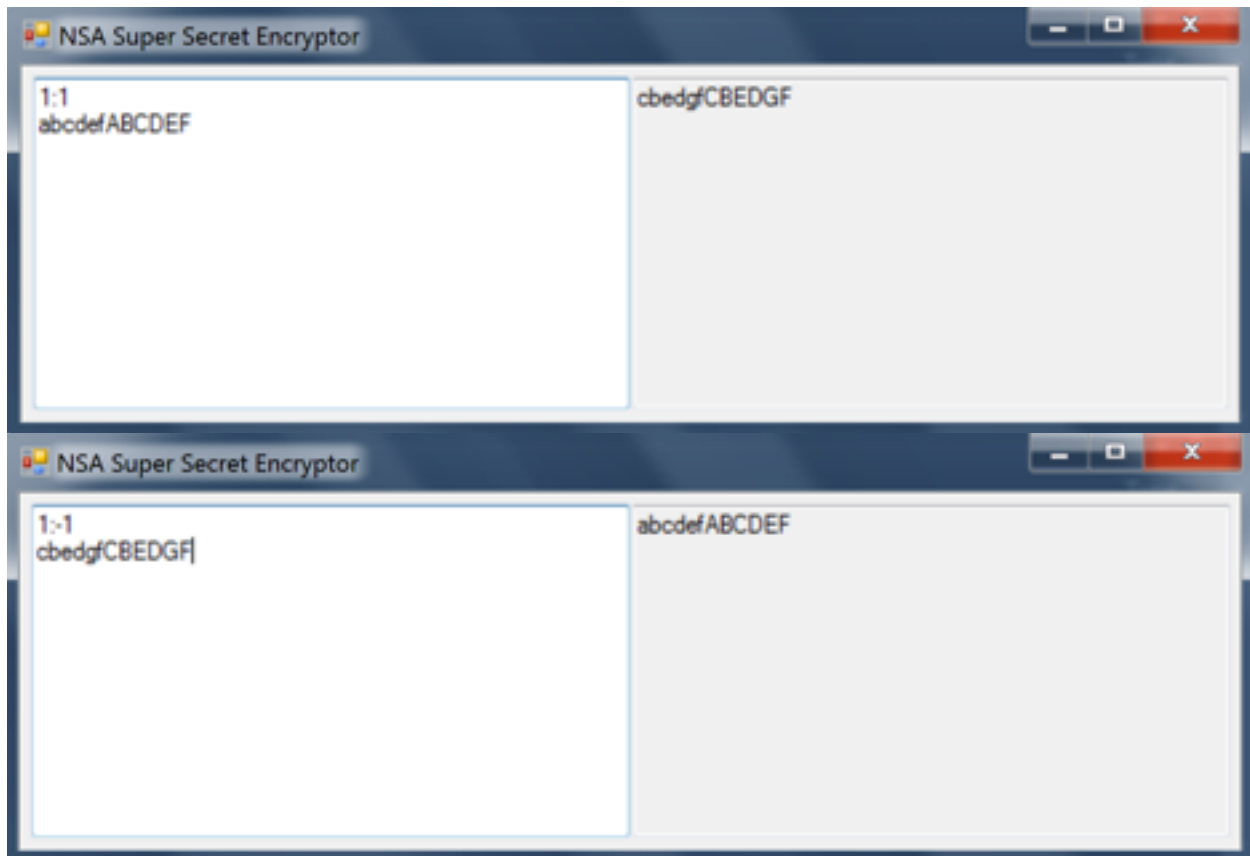 NSA Super Secret Encryptor
1:1
abcdefABCDEF
cbedgfCBEDGF
NSA Super Secret Encryptor
1:-1
cbedgfCBEDGF
abcdefABCDEF